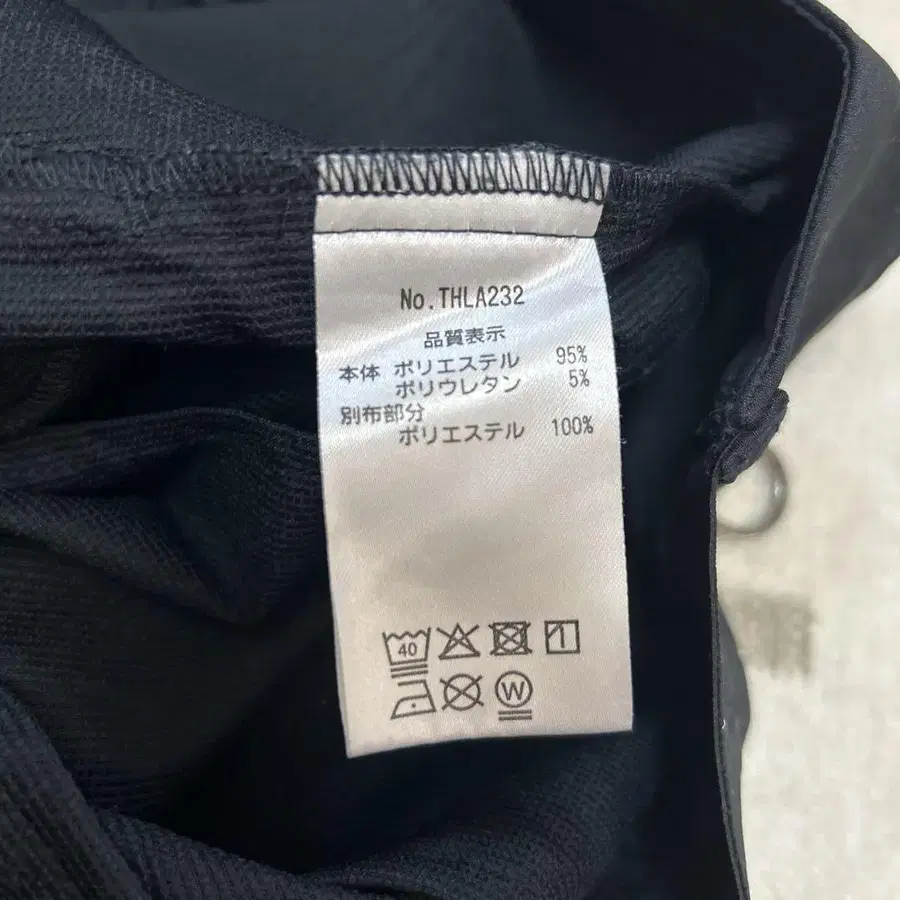 No.THLA232
品質表示
本体 ポリエステル 95%
ポリウレタン 5%
別布部分
ポリエステル 100%
40
W